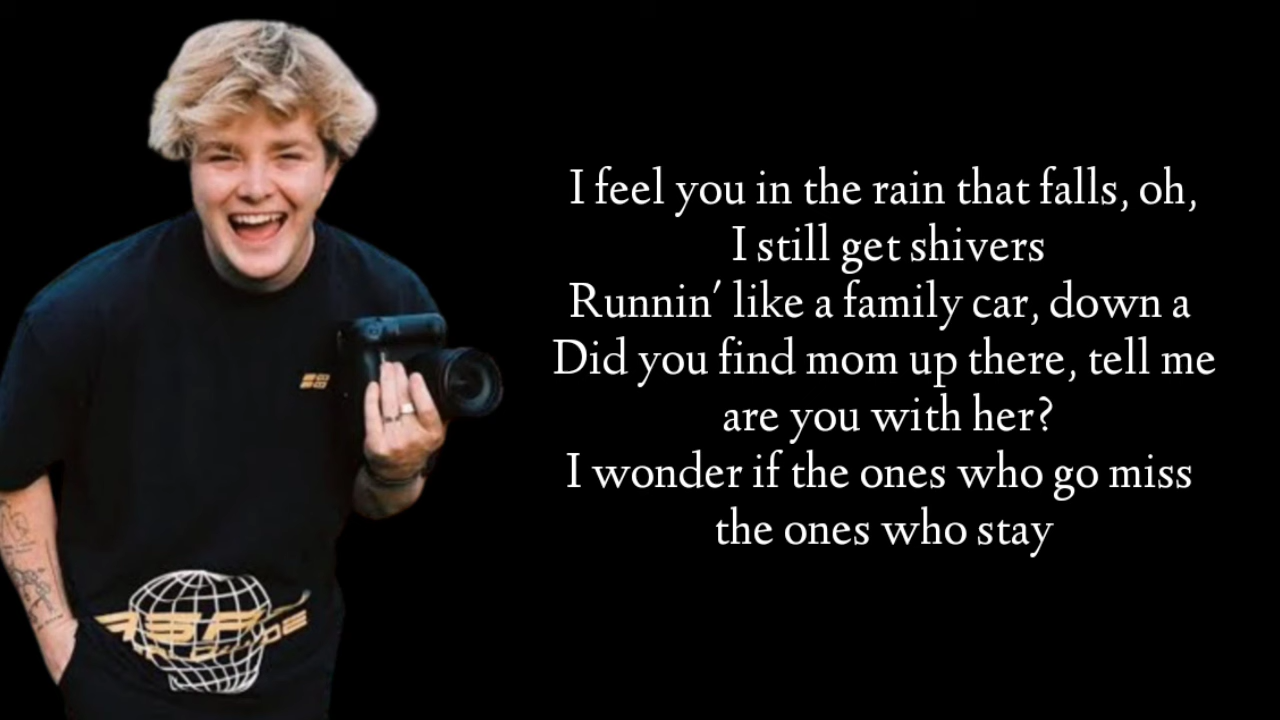 I feel you in the rain that falls, oh,
I still get shivers
Runnin' like a family car, down a
Did you find mom up there, tell me
are you with her?
I wonder if the ones who go miss
the ones who stay